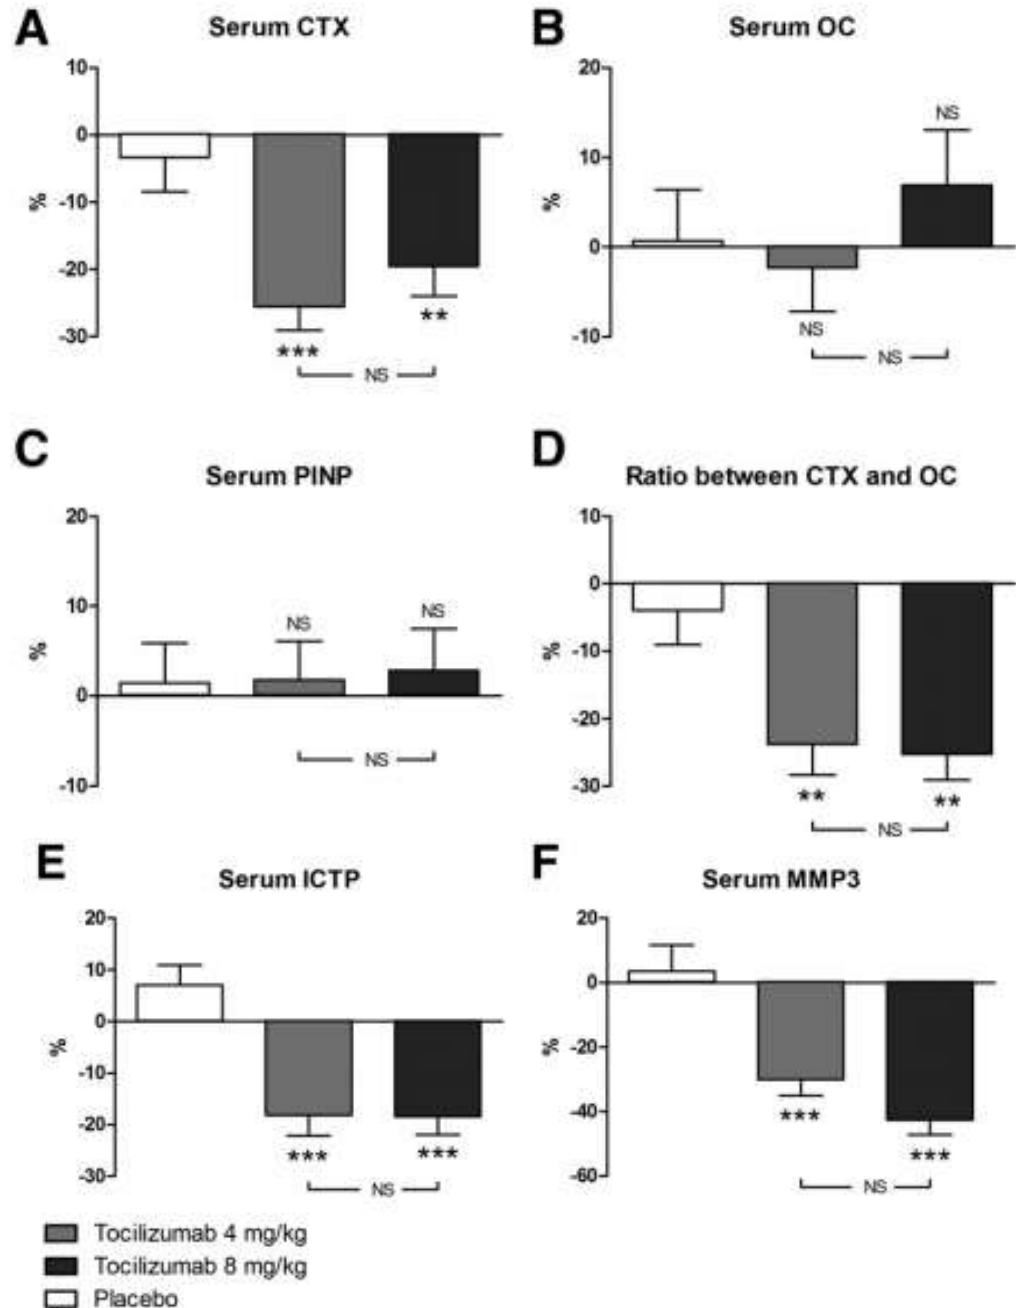 A
Serum CTX
10
0
-10
-20
-30
%
***
**
NS
B
Serum OC
20
10
0
-10
%
NS
NS
NS
C
Serum PINP
20
10
0
-10
%
NS
NS
NS
D
Ratio between CTX and OC
10
0
-10
-20
-30
%
**
**
NS
E
Serum ICTP
20
10
0
-10
-20
-30
%
***
***
NS
F
Serum MMP3
20
0
-20
-40
-60
%
***
***
NS
Tocilizumab 4 mg/kg
Tocilizumab 8 mg/kg
Placebo